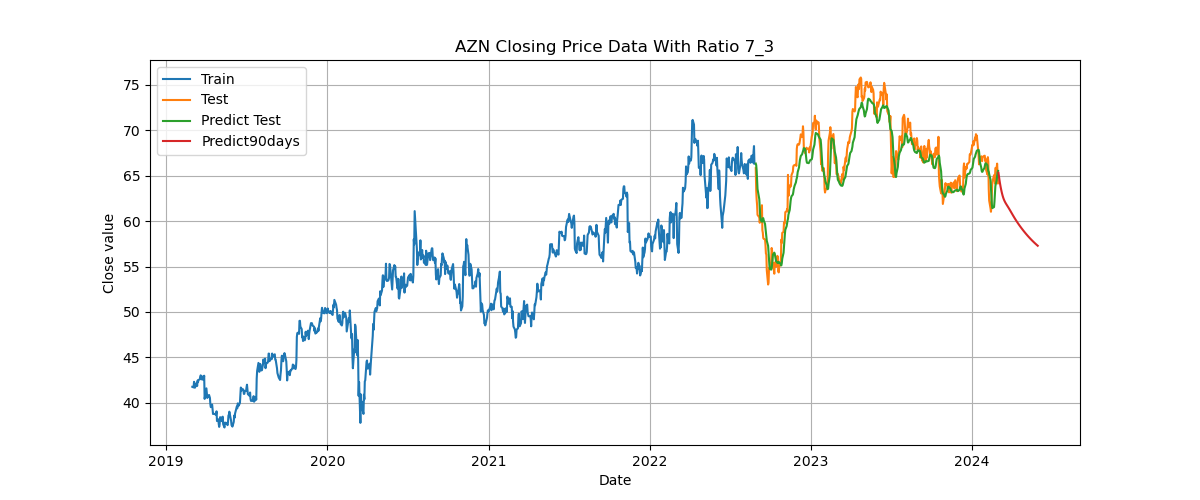 AZN Closing Price Data With Ratio 7_3
Train
Test
Predict Test
Predict90days
Close value
75
70
65
60
55
50
45
40
2019
2020
2021
2022
2023
2024
Date